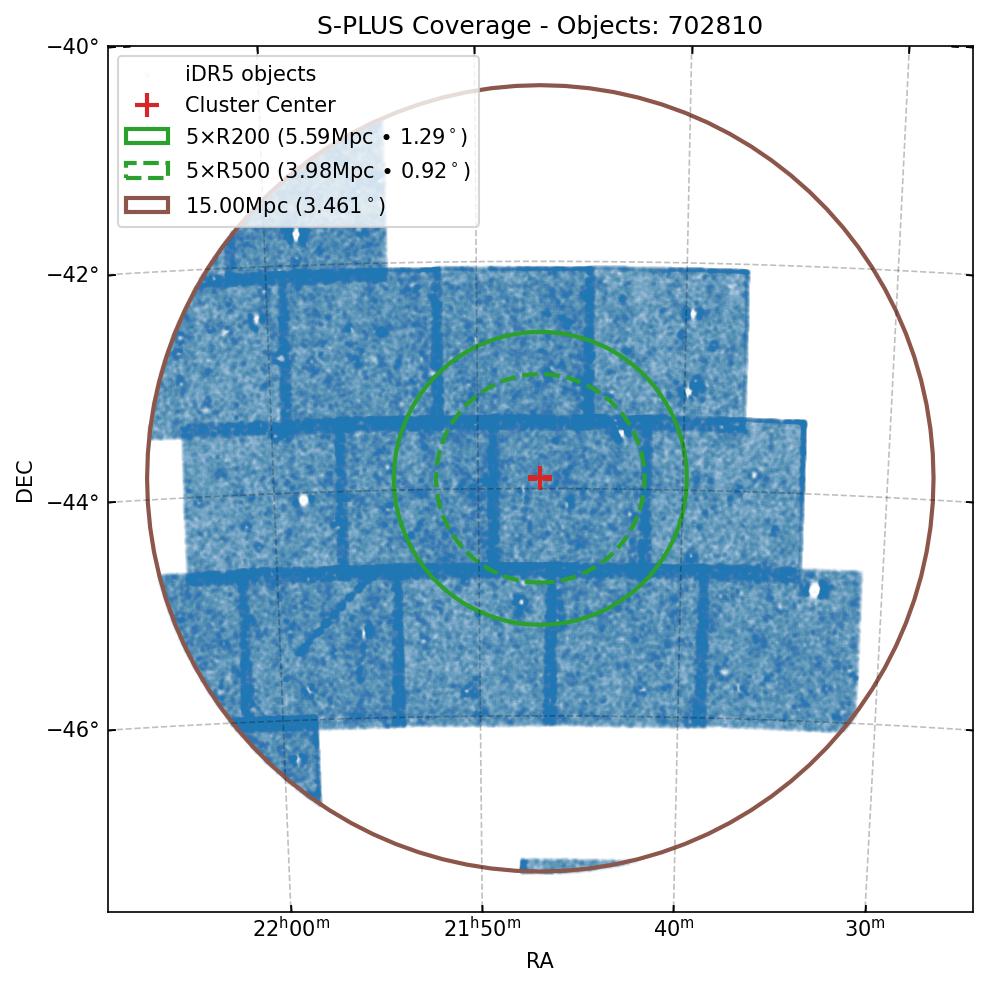 S-PLUS Coverage - Objects: 702810
iDR5 objects
Cluster Center
5×R200 (5.59Mpc • 1.29°)
5×R500 (3.98Mpc • 0.92°)
15.00Mpc (3.461°)
−40°
−42°
−44°
−46°
DEC
22ʰ00ᵐ
21ʰ50ᵐ
40ᵐ
30ᵐ
RA